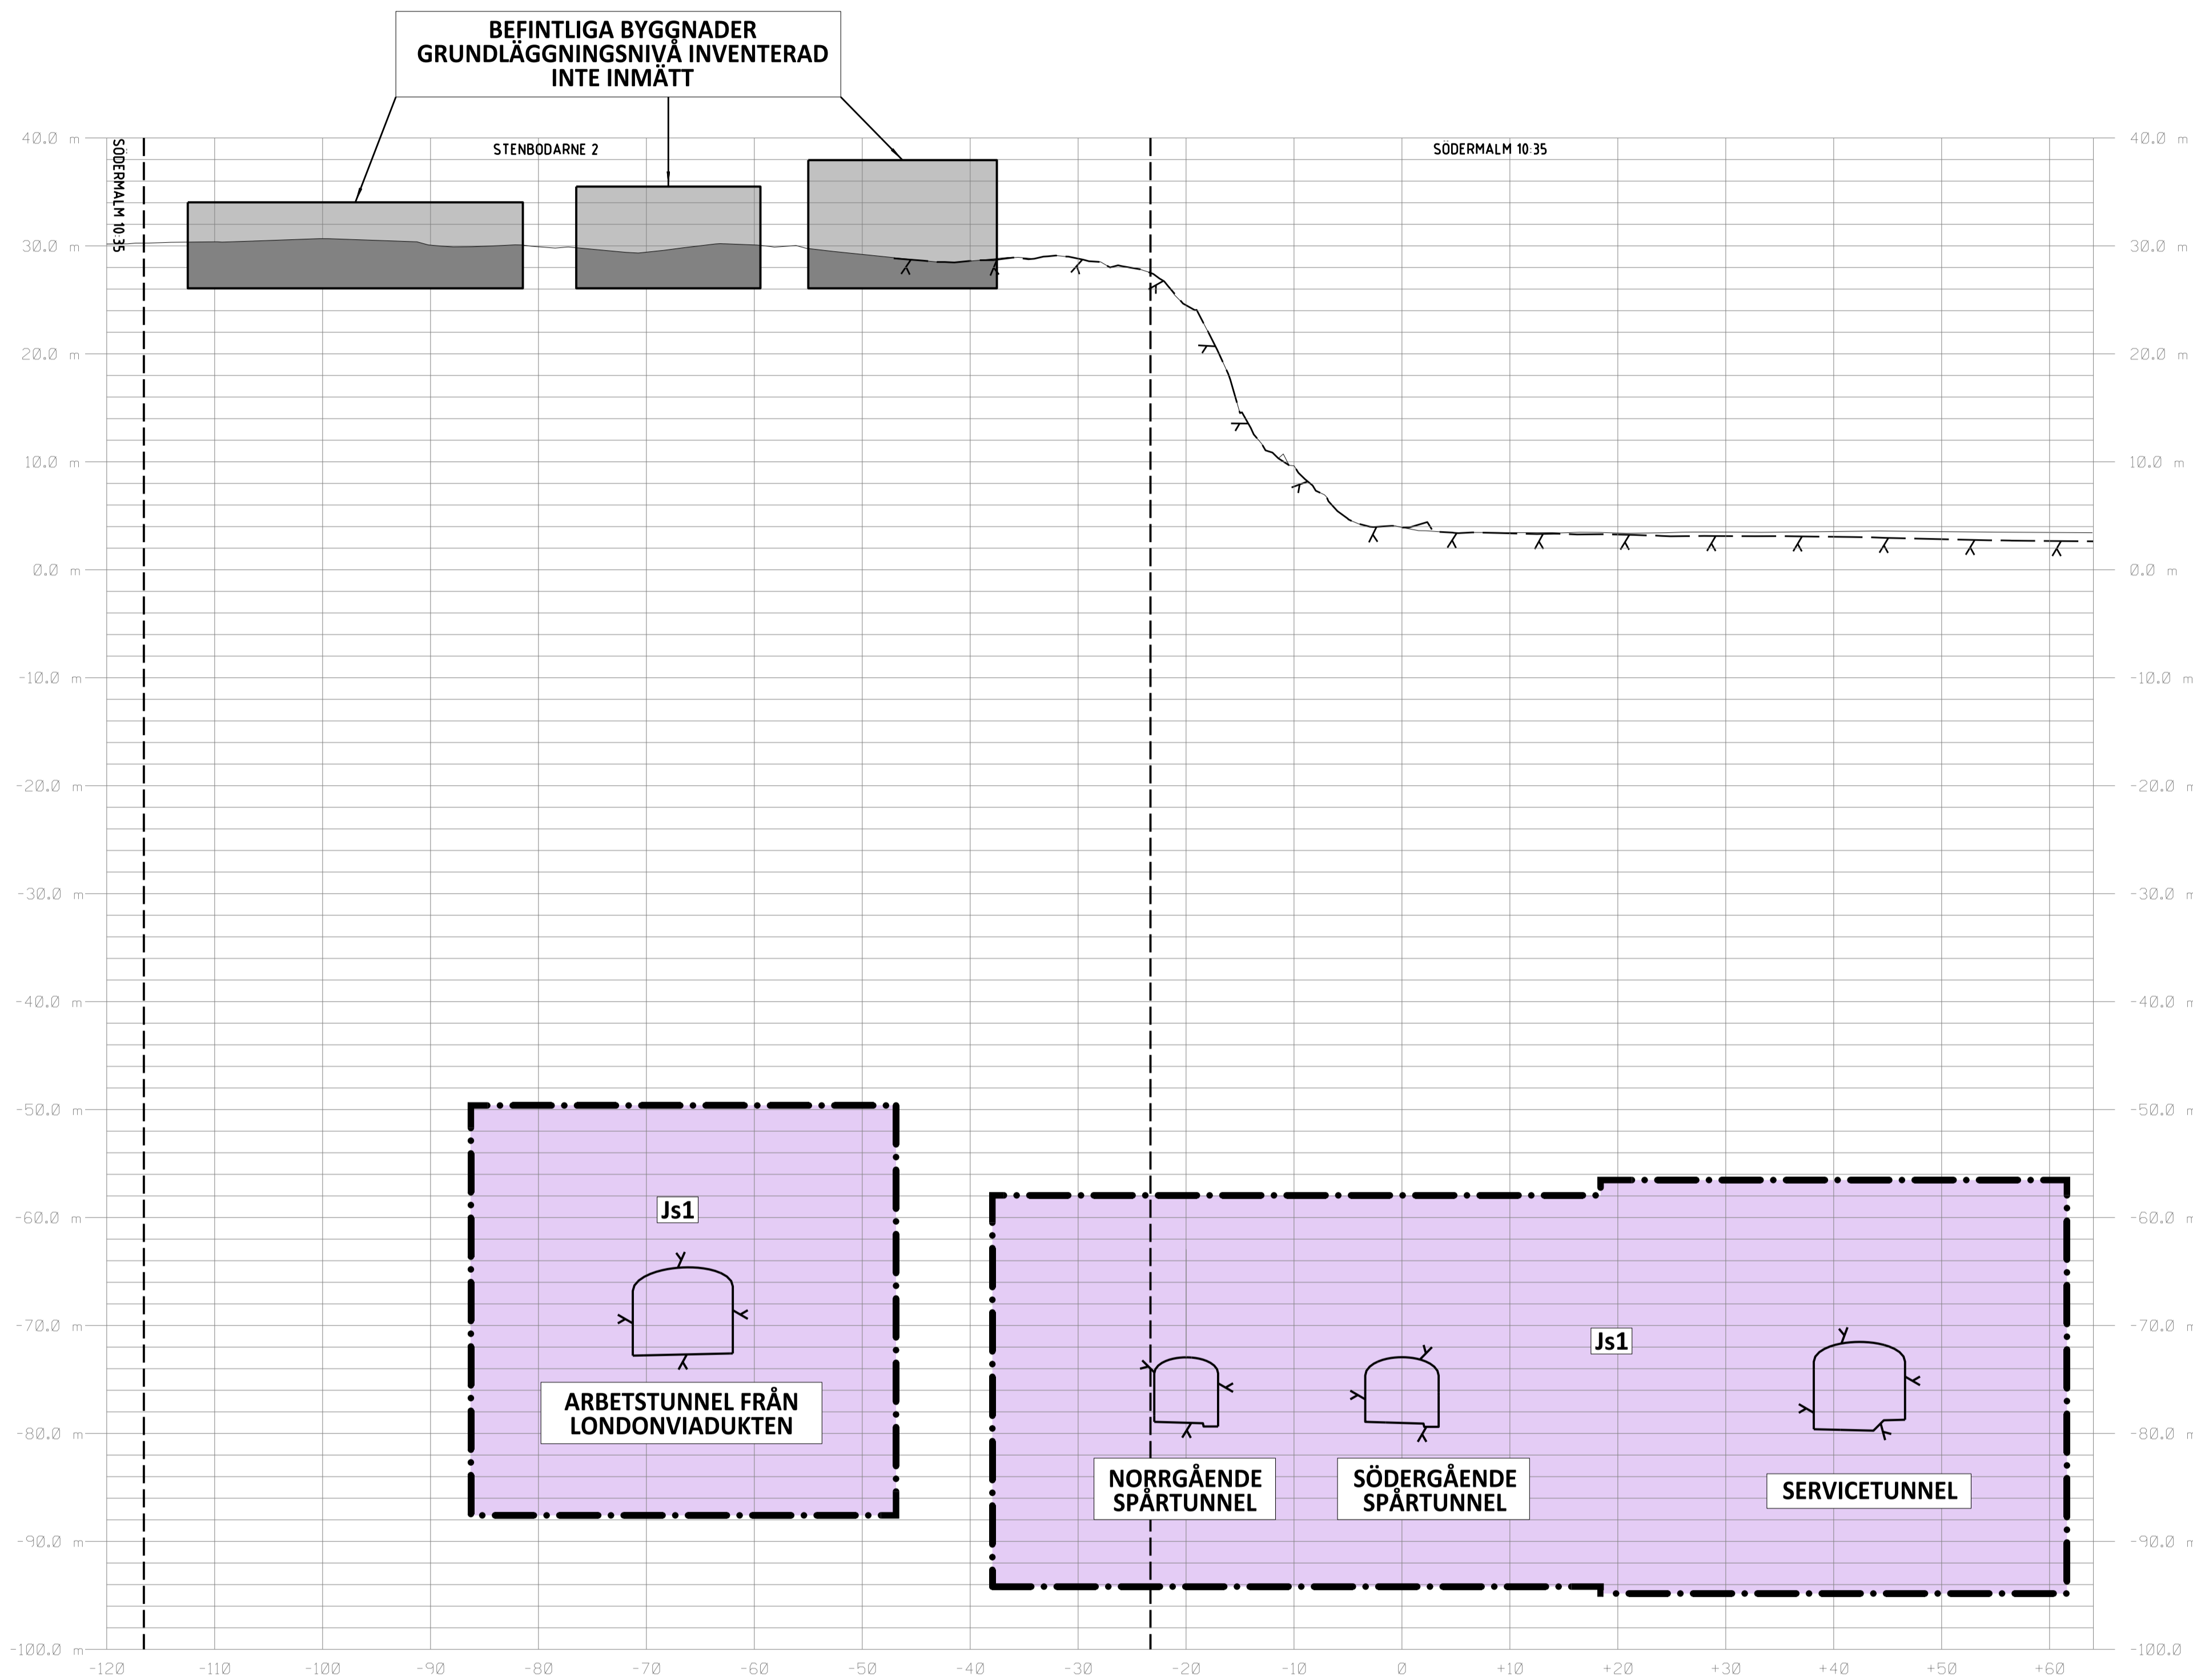 BEFINTLIGA BYGGNADER
GRUNDLÄGGNINGSNIVÅ INVENTERAD
INTE INMÄTT
40.0 m
SÖDERMALM 10:35
STENBODARNE 2
SÖDERMALM 10:35
40.0 m
30.0 m
30.0 m
20.0 m
20.0 m
10.0 m
10.0 m
0.0 m
0.0 m
-10.0 m
-10.0 m
-20.0 m
-20.0 m
-30.0 m
-30.0 m
-40.0 m
-40.0 m
-50.0 m
-50.0 m
Js1
-60.0 m
-60.0 m
-70.0 m
Js1
-70.0 m
ARBETSTUNNEL FRÅN
LONDONVIADUKTEN
-80.0 m
-80.0 m
NORRGÅENDE
SPÅRTUNNEL
SÖDERGÅENDE
SPÅRTUNNEL
SERVICETUNNEL
-90.0 m
-90.0 m
-100.0 m
-100.0
-120 -110 -100 -90 -80 -70 -60 -50 -40 -30 -20 -10 0 +10 +20 +30 +40 +50 +60